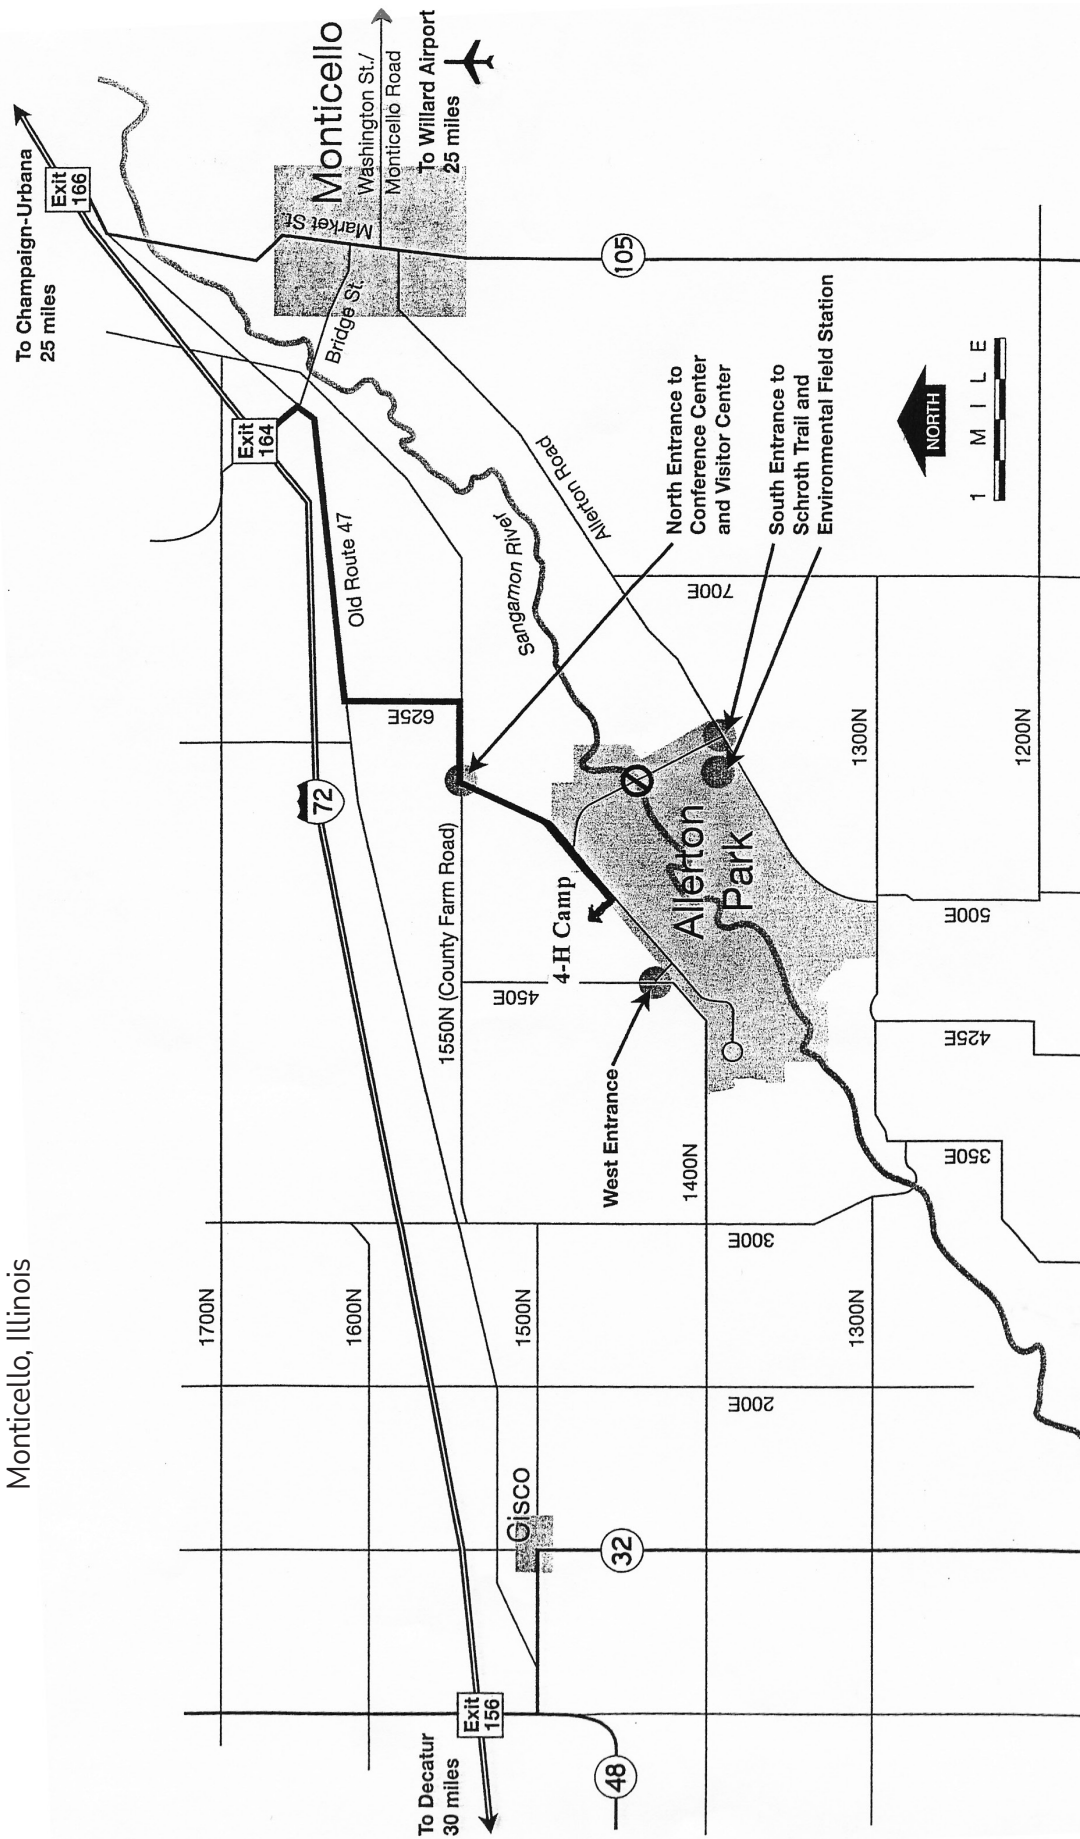 Monticello, Illinois
To Champaign-Urbana
25 miles
Exit
166
Monticello
Washington St./
Monticello Road
To Willard Airport
25 miles
Market St.
Bridge St.
105
Exit
164
Old Route 47
Sangamon River
Allerton Road
North Entrance to
Conference Center
and Visitor Center
South Entrance to
Schroth Trail and
Environmental Field Station
NORTH
1 MILE
700E
625E
72
1550N (County Farm Road)
4-H Camp
Allerton
Park
1300N
1200N
500E
450E
425E
West Entrance
1400N
350E
300E
1700N
1600N
1500N
1300N
200E
Cisco
32
Exit
156
To Decatur
30 miles
48